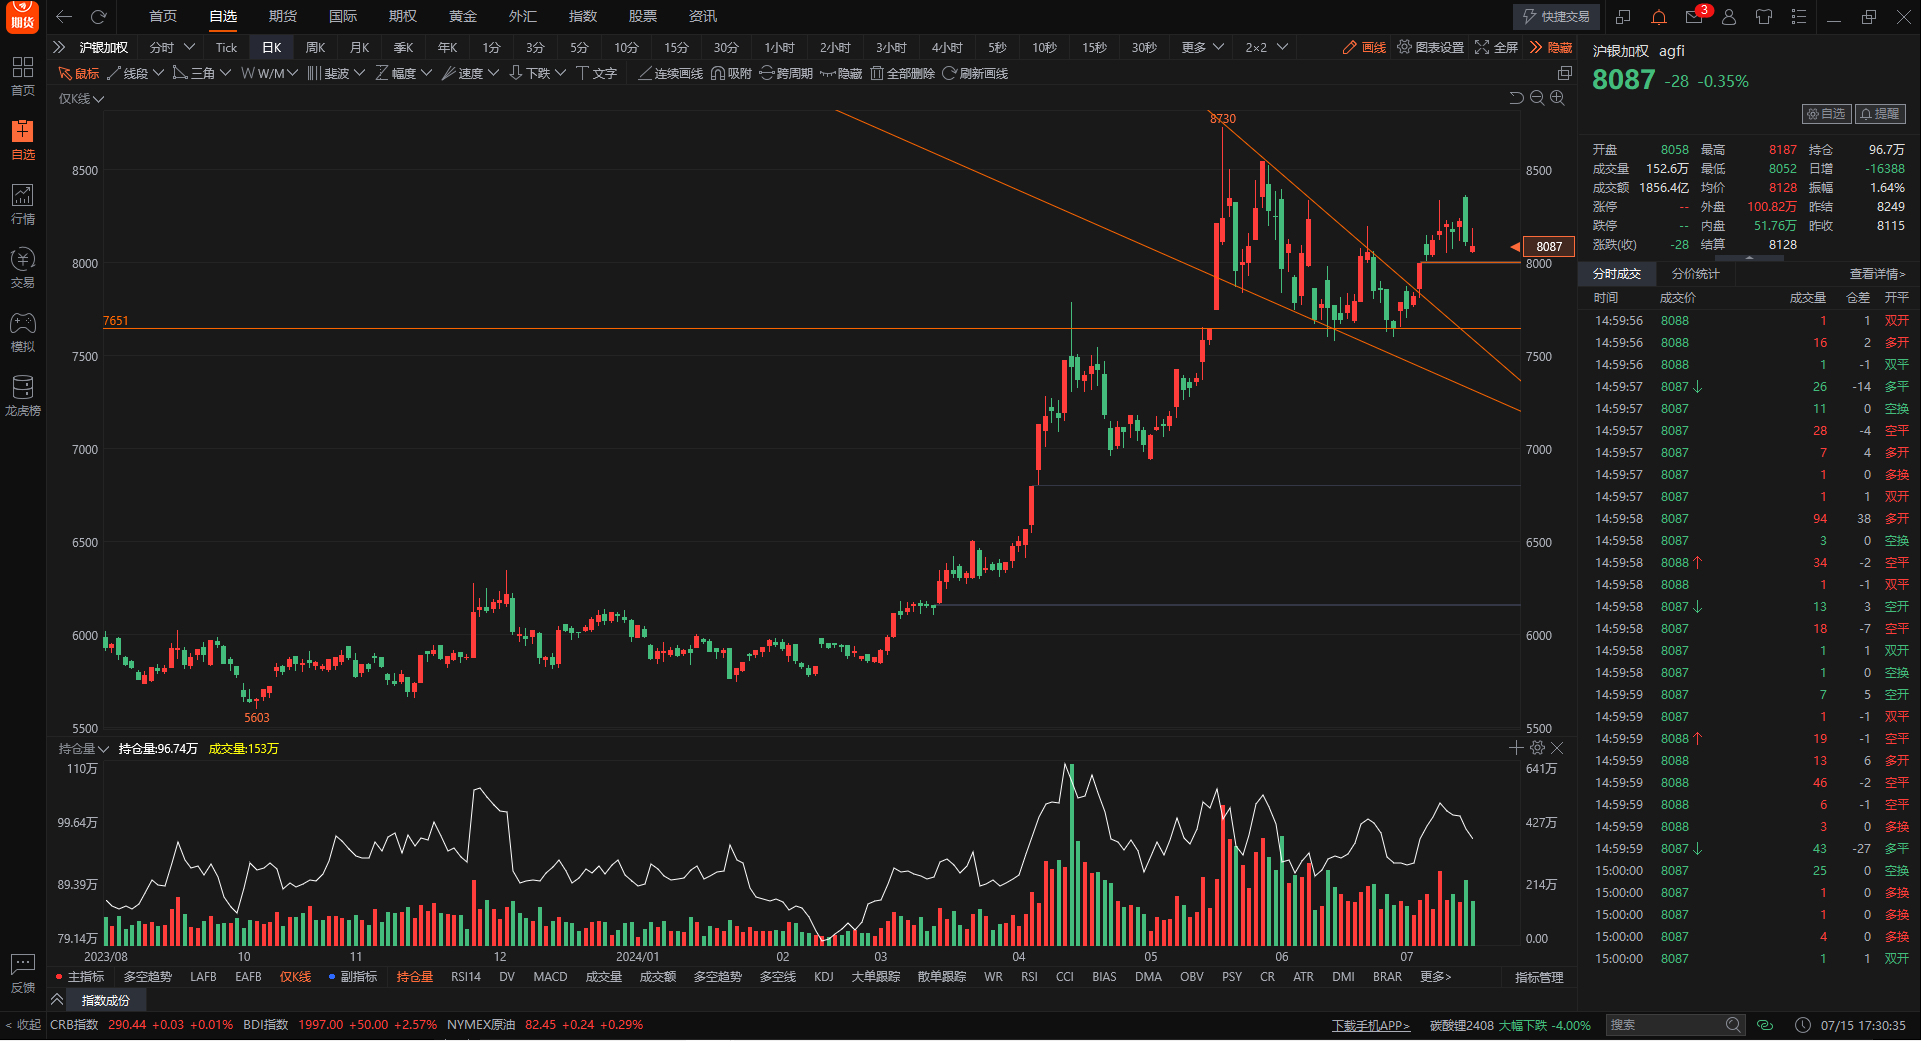 期货
首页 自选 期货 国际 期权 黄金 外汇 指数 股票 资讯 快捷交易 3
沪银加权 分时 Tick 日K 周K 月K 季K 年K 1分 3分 5分 10分 15分 30分 1小时 2小时 3小时 4小时 5秒 10秒 15秒 30秒 更多 2×2 画线 图表设置 全屏 隐藏
鼠标 线段 三角 W/M 斐波 幅度 速度 下跌 文字 连续画线 吸附 跨周期 隐藏 全部删除 刷新画线
首页
自选
行情
交易
模拟
龙虎榜
反馈
< 收起
仅K线
8730
8500 8500
8087
8000 8000
7651
7500 7500
7000 7000
6500 6500
6000 6000
5603
5500 5500
持仓量 持仓量:96.74万 成交量:153万
110万 641万
99.64万 427万
89.39万 214万
79.14万 0.00
2023/08 10 11 12 2024/01 02 03 04 05 06 07
主指标 多空趋势 LAFB EAFB 仅K线 副指标 持仓量 RSI14 DV MACD 成交量 成交额 多空趋势 多空线 KDJ 大单跟踪 散单跟踪 WR RSI CCI BIAS DMA OBV PSY CR ATR DMI BRAR 更多> 指标管理
指数成份
沪银加权 agfi
8087 -28 -0.35%
自选 提醒
开盘 8058 最高 8187 持仓 96.7万
成交量 152.6万 最低 8052 日增 -16388
成交额 1856.4亿 均价 8128 振幅 1.64%
涨停 -- 外盘 100.82万 昨结 8249
跌停 -- 内盘 51.76万 昨收 8115
涨跌(收) -28 结算 8128
分时成交 分价统计 查看详情>
时间 成交价 成交量 仓差 开平
14:59:56 8088 1 1 双开
14:59:56 8088 16 2 多开
14:59:56 8088 1 -1 双平
14:59:57 8087↓ 26 -14 多平
14:59:57 8087 11 0 空换
14:59:57 8087 28 -4 空平
14:59:57 8087 7 4 多开
14:59:57 8087 1 0 多换
14:59:57 8087 1 1 双开
14:59:58 8087 94 38 多开
14:59:58 8087 3 0 空换
14:59:58 8088↑ 34 -2 空平
14:59:58 8088 1 -1 双平
14:59:58 8087↓ 13 3 空开
14:59:58 8087 18 -7 空平
14:59:58 8087 1 1 双开
14:59:58 8087 1 0 空换
14:59:59 8087 7 5 空开
14:59:59 8087 1 -1 双平
14:59:59 8088↑ 19 -1 空平
14:59:59 8088 13 6 多开
14:59:59 8088 46 -2 空平
14:59:59 8088 6 -1 空平
14:59:59 8088 3 0 多换
14:59:59 8087↓ 43 -27 多平
15:00:00 8087 25 0 空换
15:00:00 8087 1 0 多换
15:00:00 8087 1 0 多换
15:00:00 8087 4 0 多换
15:00:00 8087 1 1 双开
CRB指数 290.44 +0.03 +0.01% BDI指数 1997.00 +50.00 +2.57% NYMEX原油 82.45 +0.24 +0.29% 下载手机APP> 碳酸锂2408 大幅下跌 -4.00% 搜索 07/15 17:30:35